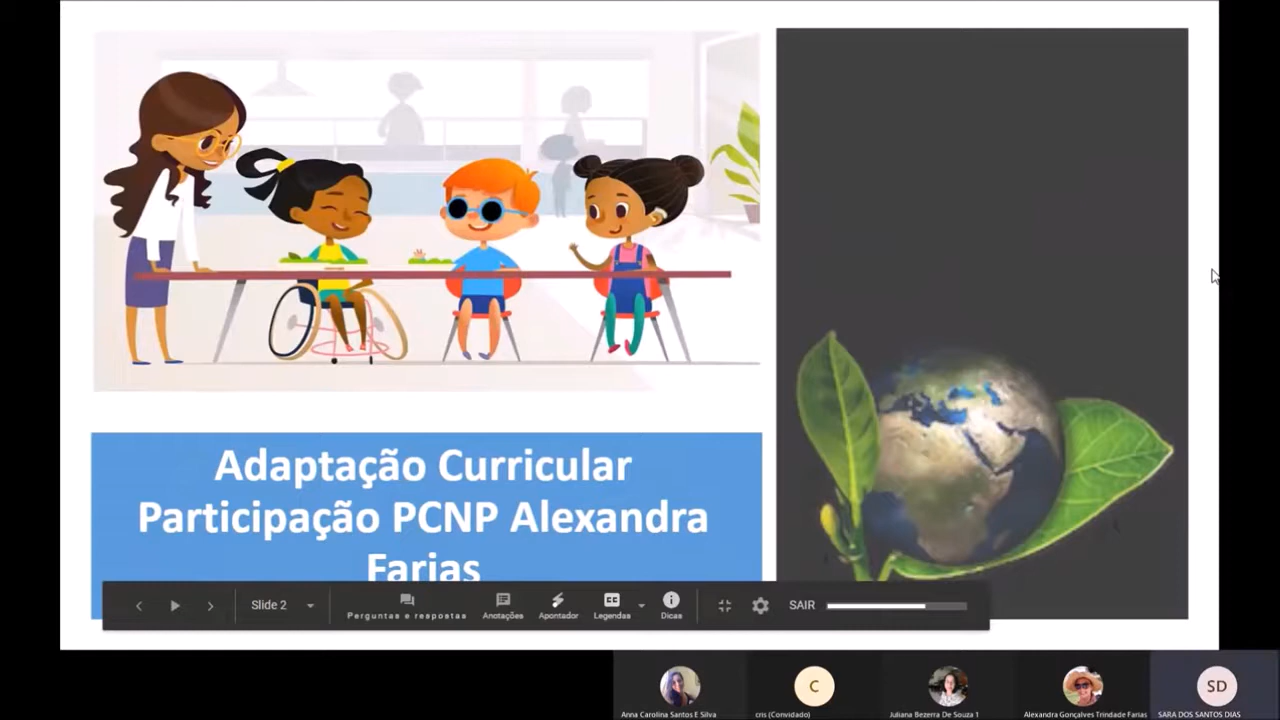 Adaptação Curricular
Participação PCNP Alexandra
Farias
Slide 2
Perguntas e respostas
Anotações
Apontador
Legendas
Dicas
SAIR
C
SD
Anna Carolina Santos E Silva
cris (Convidado)
Juliana Bezerra De Souza 1
Alexandra Gonçalves Trindade Farias
SARA DOS SANTOS DIAS